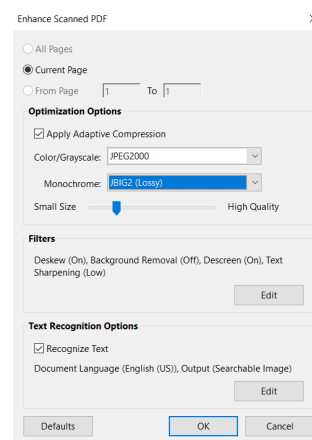 Enhance Scanned PDF
All Pages
Current Page
From Page 1 To 1
Optimization Options
Apply Adaptive Compression
Color/Grayscale: JPEG2000
Monochrome: JBIG2 (Lossy)
Small Size High Quality
Filters
Deskew (On), Background Removal (Off), Descreen (On), Text
Sharpening (Low)
Edit
Text Recognition Options
Recognize Text
Document Language (English (US)), Output (Searchable Image)
Edit
Defaults OK Cancel